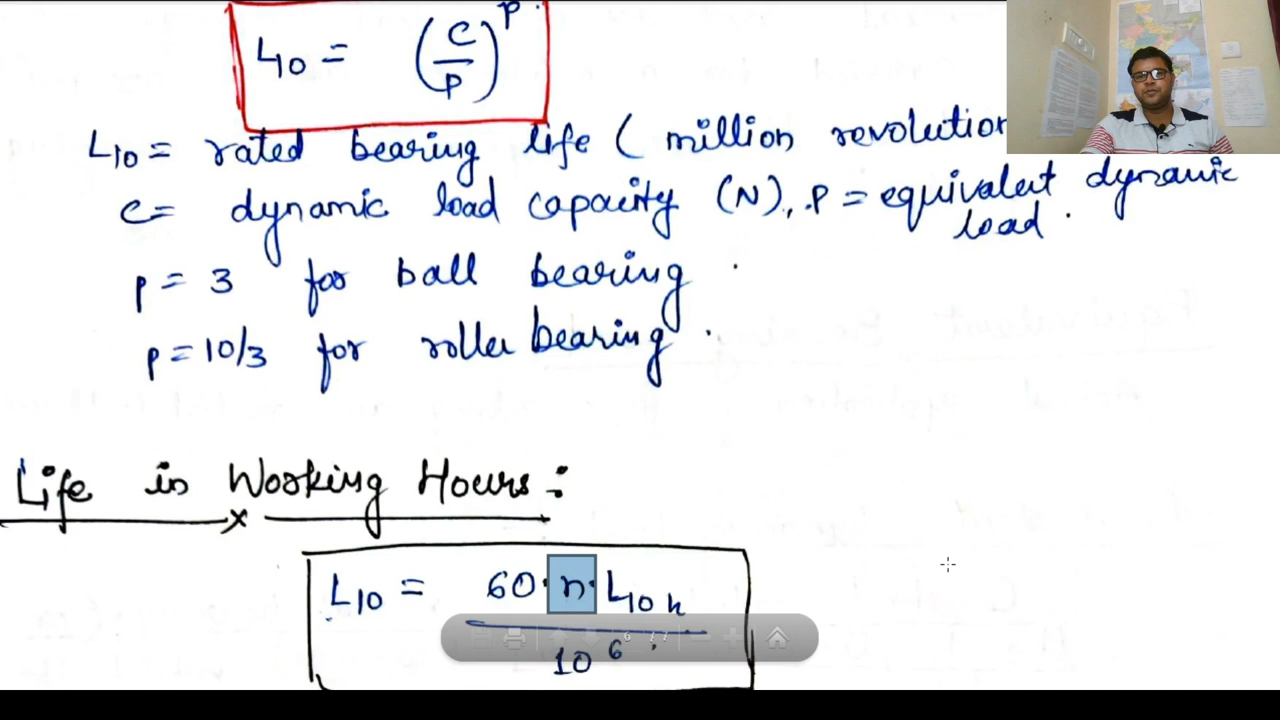 L10 = (C/P)^p.
L10 = rated bearing life ( million revolution
C = dynamic load capacity (N), P = equivalent dynamic load.
p = 3 for ball bearing.
p = 10/3 for roller bearing.
Life in Working Hours :
L10 = 60·n·L10h / 10^6